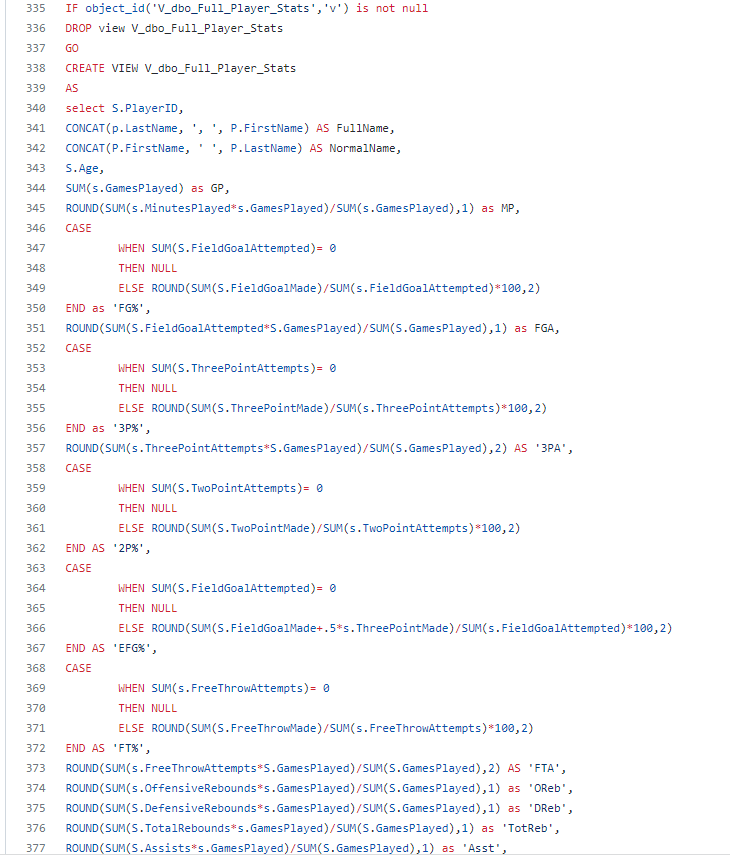 335 IF object_id('V_dbo_Full_Player_Stats','v') is not null
336 DROP view V_dbo_Full_Player_Stats
337 GO
338 CREATE VIEW V_dbo_Full_Player_Stats
339 AS
340 select S.PlayerID,
341 CONCAT(p.LastName, ', ', P.FirstName) AS FullName,
342 CONCAT(P.FirstName, ' ', P.LastName) AS NormalName,
343 S.Age,
344 SUM(s.GamesPlayed) as GP,
345 ROUND(SUM(s.MinutesPlayed*s.GamesPlayed)/SUM(s.GamesPlayed),1) as MP,
346 CASE
347 WHEN SUM(S.FieldGoalAttempted)= 0
348 THEN NULL
349 ELSE ROUND(SUM(S.FieldGoalMade)/SUM(s.FieldGoalAttempted)*100,2)
350 END as 'FG%',
351 ROUND(SUM(S.FieldGoalAttempted*S.GamesPlayed)/SUM(S.GamesPlayed),1) as FGA,
352 CASE
353 WHEN SUM(S.ThreePointAttempts)= 0
354 THEN NULL
355 ELSE ROUND(SUM(S.ThreePointMade)/SUM(s.ThreePointAttempts)*100,2)
356 END as '3P%',
357 ROUND(SUM(s.ThreePointAttempts*S.GamesPlayed)/SUM(S.GamesPlayed),2) AS '3PA',
358 CASE
359 WHEN SUM(S.TwoPointAttempts)= 0
360 THEN NULL
361 ELSE ROUND(SUM(S.TwoPointMade)/SUM(s.TwoPointAttempts)*100,2)
362 END AS '2P%',
363 CASE
364 WHEN SUM(S.FieldGoalAttempted)= 0
365 THEN NULL
366 ELSE ROUND(SUM(S.FieldGoalMade+.5*s.ThreePointMade)/SUM(s.FieldGoalAttempted)*100,2)
367 END AS 'EFG%',
368 CASE
369 WHEN SUM(s.FreeThrowAttempts)= 0
370 THEN NULL
371 ELSE ROUND(SUM(S.FreeThrowMade)/SUM(s.FreeThrowAttempts)*100,2)
372 END AS 'FT%',
373 ROUND(SUM(s.FreeThrowAttempts*S.GamesPlayed)/SUM(S.GamesPlayed),2) AS 'FTA',
374 ROUND(SUM(s.OffensiveRebounds*s.GamesPlayed)/SUM(S.GamesPlayed),1) as 'OReb',
375 ROUND(SUM(S.DefensiveRebounds*s.GamesPlayed)/SUM(S.GamesPlayed),1) as 'DReb',
376 ROUND(SUM(S.TotalRebounds*s.GamesPlayed)/SUM(S.GamesPlayed),1) as 'TotReb',
377 ROUND(SUM(S.Assists*s.GamesPlayed)/SUM(S.GamesPlayed),1) as 'Asst',